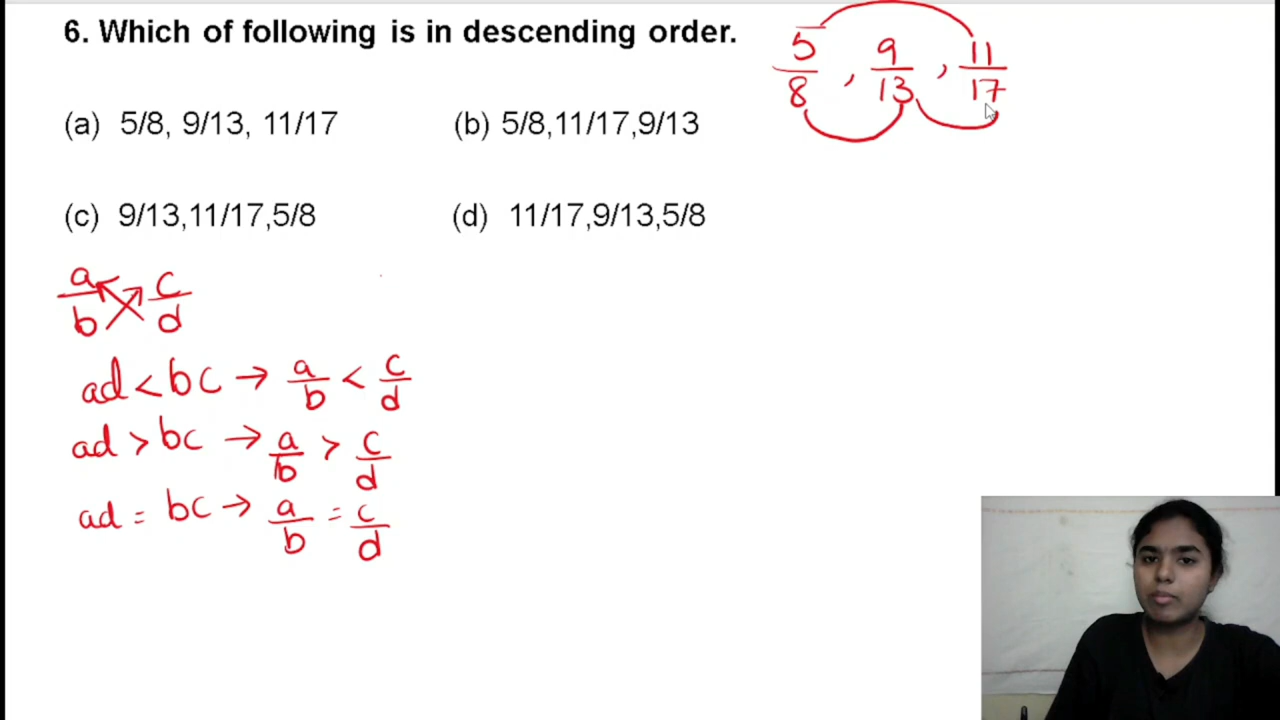 6. Which of following is in descending order.
5/8 , 9/13 , 11/17
(a) 5/8, 9/13, 11/17
(b) 5/8,11/17,9/13
(c) 9/13,11/17,5/8
(d) 11/17,9/13,5/8
a/b c/d
ad < bc → a/b < c/d
ad > bc → a/b > c/d
ad = bc → a/b = c/d